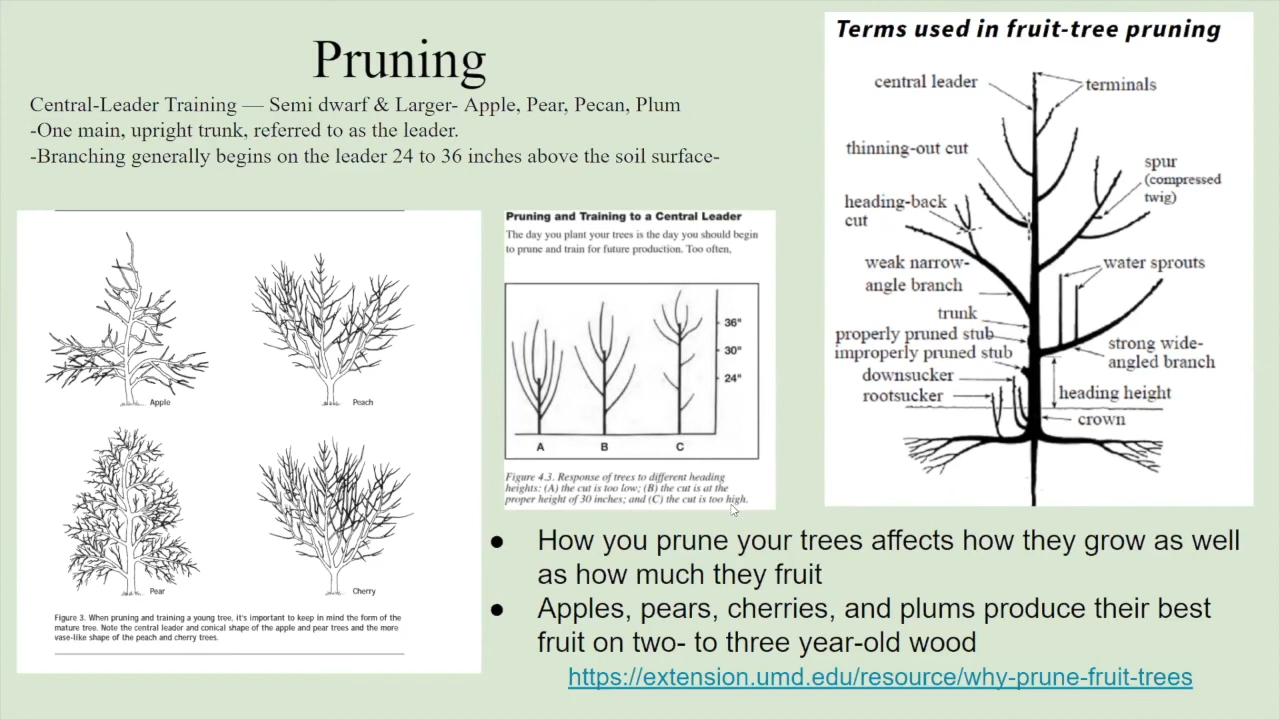 Pruning
Central-Leader Training — Semi dwarf & Larger- Apple, Pear, Pecan, Plum
-One main, upright trunk, referred to as the leader.
-Branching generally begins on the leader 24 to 36 inches above the soil surface-
Apple
Peach
Pear
Cherry
Figure 3. When pruning and training a young tree, it's important to keep in mind the form of the
mature tree. Note the central leader and conical shape of the apple and pear trees and the more
vase-like shape of the peach and cherry trees.
Pruning and Training to a Central Leader
The day you plant your trees is the day you should begin
to prune and train for future production. Too often,
36"
30"
24"
A
B
C
Figure 4.3. Response of trees to different heading
heights: (A) the cut is too low; (B) the cut is at the
proper height of 30 inches; and (C) the cut is too high.
Terms used in fruit-tree pruning
central leader
terminals
thinning-out cut
spur
(compressed
twig)
heading-back
cut
weak narrow-
angle branch
water sprouts
trunk
properly pruned stub
improperly pruned stub
strong wide-
angled branch
downsucker
rootsucker
heading height
crown
● How you prune your trees affects how they grow as well
as how much they fruit
● Apples, pears, cherries, and plums produce their best
fruit on two- to three year-old wood
https://extension.umd.edu/resource/why-prune-fruit-trees